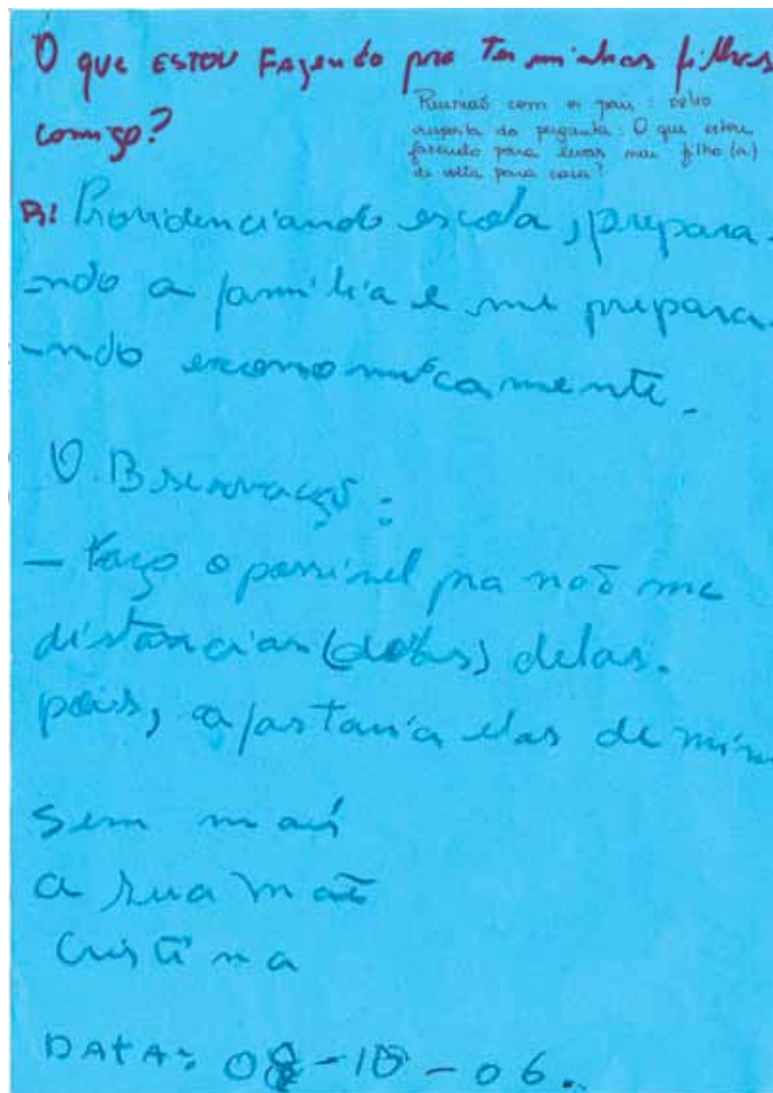 O que ESTOU FAzendo pra Ter minhas filhas
comigo?
Reunião com os pais:
resposta da pergunta: O que estou
fazendo para levar meu filho (a)
de volta para casa?
R: Providenciando escola, prepara-
-ndo a família e me prepara-
-ndo economicamente.
OBservação:
- Faço o possível pra não me
distanciar (delas) delas.
pois, afastaria elas de mim
Sem mais
a sua mãe
Cristina
DATA: 08-10-06.